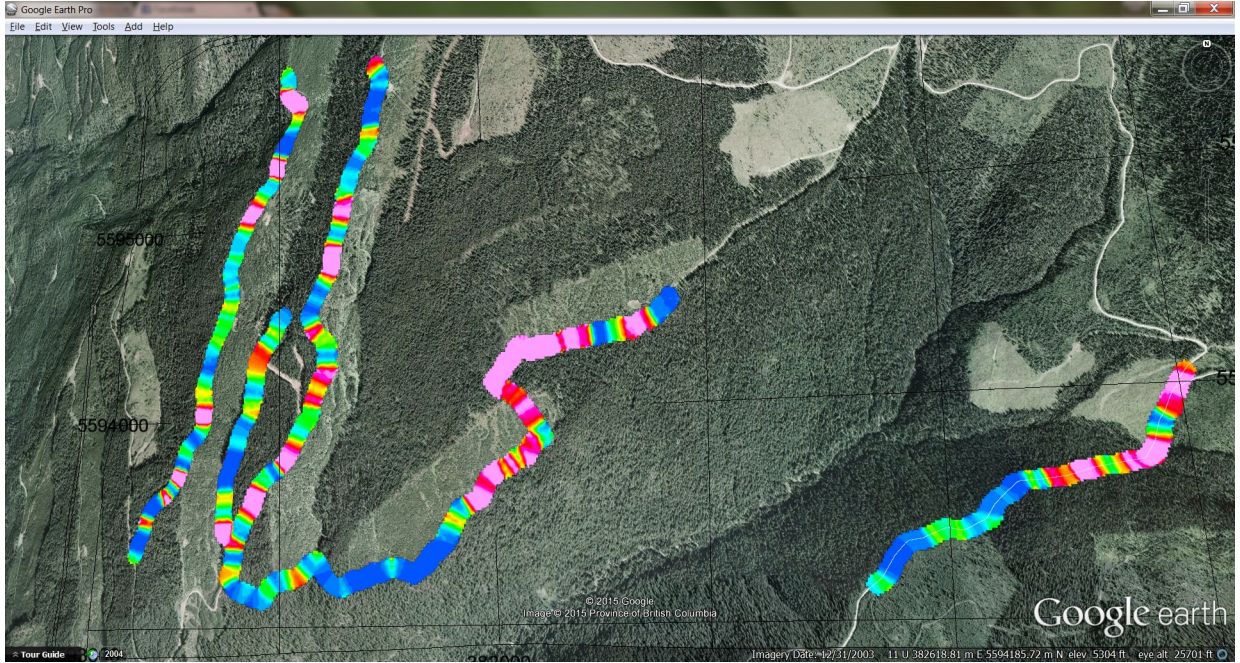 Google Earth Pro
File Edit View Tools Add Help
5595000
5594000
© 2015 Google
Image © 2015 Province of British Columbia
Google earth
Tour Guide
2004
Imagery Date: 12/31/2003 11 U 382618.81 m E 5594185.72 m N elev 5304 ft eye alt 25701 ft
N